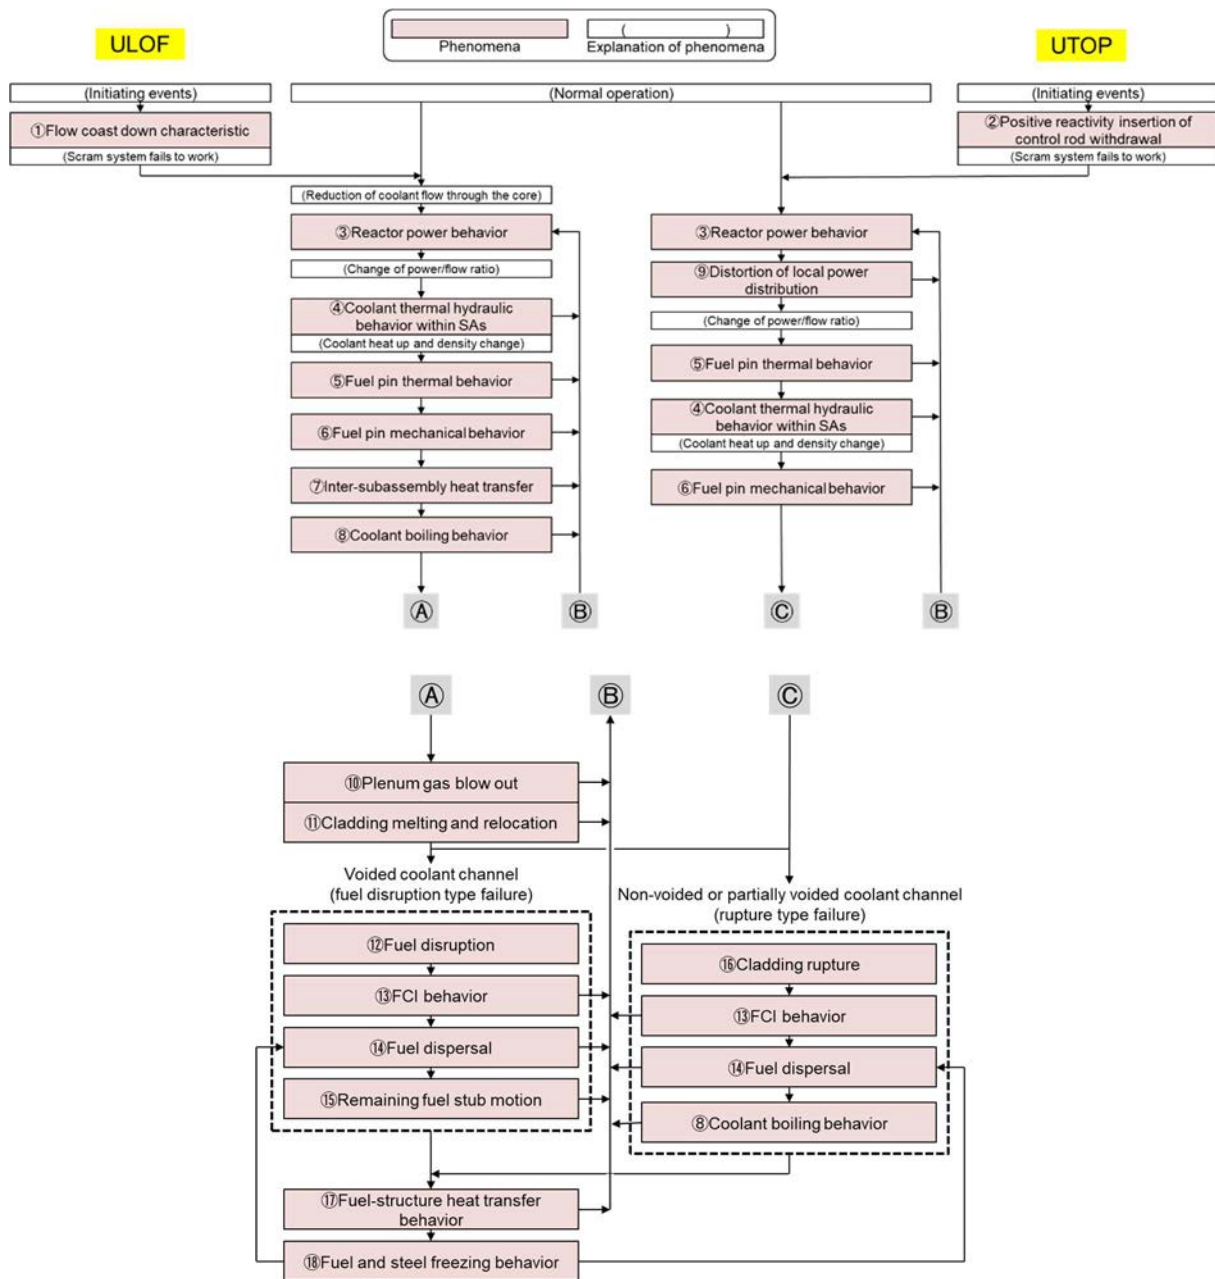 ULOF
( )
Phenomena
Explanation of phenomena
UTOP
(Initiating events)
(Normal operation)
(Initiating events)
①Flow coast down characteristic
(Scram system fails to work)
②Positive reactivity insertion of
control rod withdrawal
(Scram system fails to work)
(Reduction of coolant flow through the core)
③Reactor power behavior
(Change of power/flow ratio)
④Coolant thermal hydraulic
behavior within SAs
(Coolant heat up and density change)
⑤Fuel pin thermal behavior
⑥Fuel pin mechanical behavior
⑦Inter-subassembly heat transfer
⑧Coolant boiling behavior
③Reactor power behavior
⑨Distortion of local power
distribution
(Change of power/flow ratio)
⑤Fuel pin thermal behavior
④Coolant thermal hydraulic
behavior within SAs
(Coolant heat up and density change)
⑥Fuel pin mechanical behavior
Ⓐ
Ⓑ
Ⓒ
Ⓑ
Ⓐ
Ⓑ
Ⓒ
⑩Plenum gas blow out
⑪Cladding melting and relocation
Voided coolant channel
(fuel disruption type failure)
⑫Fuel disruption
⑬FCI behavior
⑭Fuel dispersal
⑮Remaining fuel stub motion
Non-voided or partially voided coolant channel
(rupture type failure)
⑯Cladding rupture
⑬FCI behavior
⑭Fuel dispersal
⑧Coolant boiling behavior
⑰Fuel-structure heat transfer
behavior
⑱Fuel and steel freezing behavior